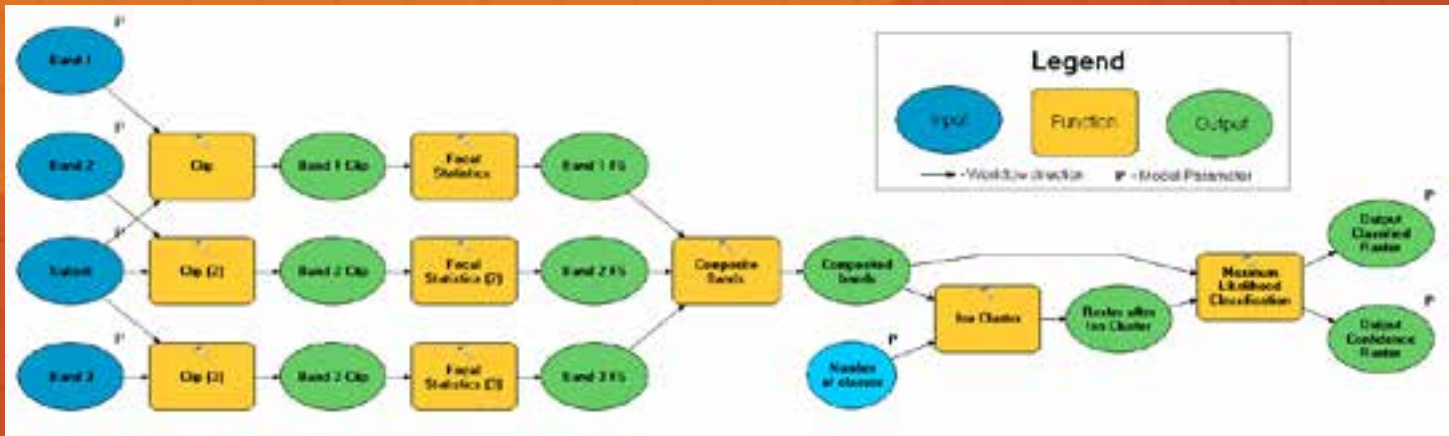 P
Band 1
Legend
Input
Function
Output
- Workflow direction
P - Model Parameter
P
Band 2
Clip
Band 1 Clip
Focal
Statistics
Band 1 FS
P
Clip (2)
Band 2 Clip
Focal
Statistics (2)
Band 2 FS
Composite
Bands
Composited
bands
P
Band 3
Clip (3)
Band 3 Clip
Focal
Statistics (3)
Band 3 FS
P
Number
of classes
Iso Cluster
Raster after
Iso Cluster
Maximum
Likelihood
Classification
P
Output
Classified
Raster
P
Output
Confidence
Raster